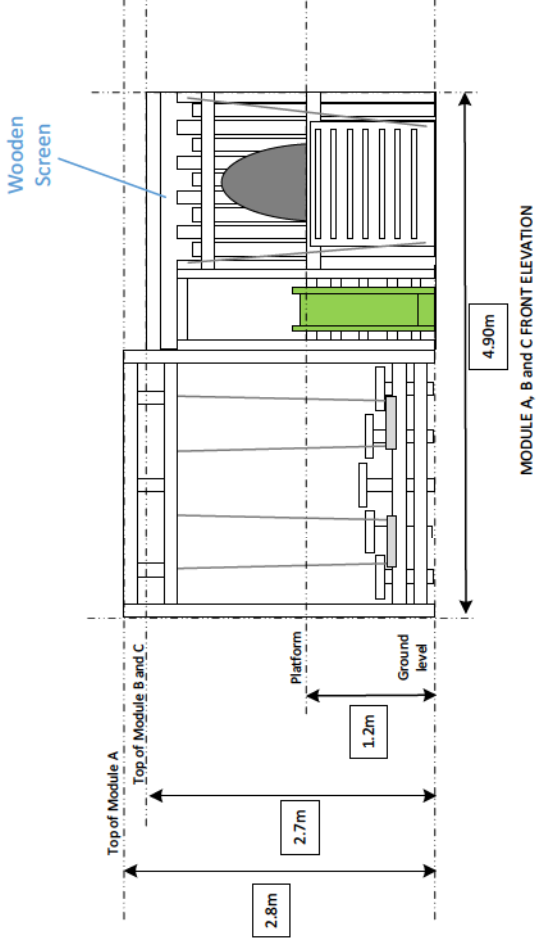 Wooden
Screen
Top of Module A
Top of Module B and C
Platform
Ground
level
1.2m
2.7m
2.8m
4.90m
MODULE A, B and C FRONT ELEVATION